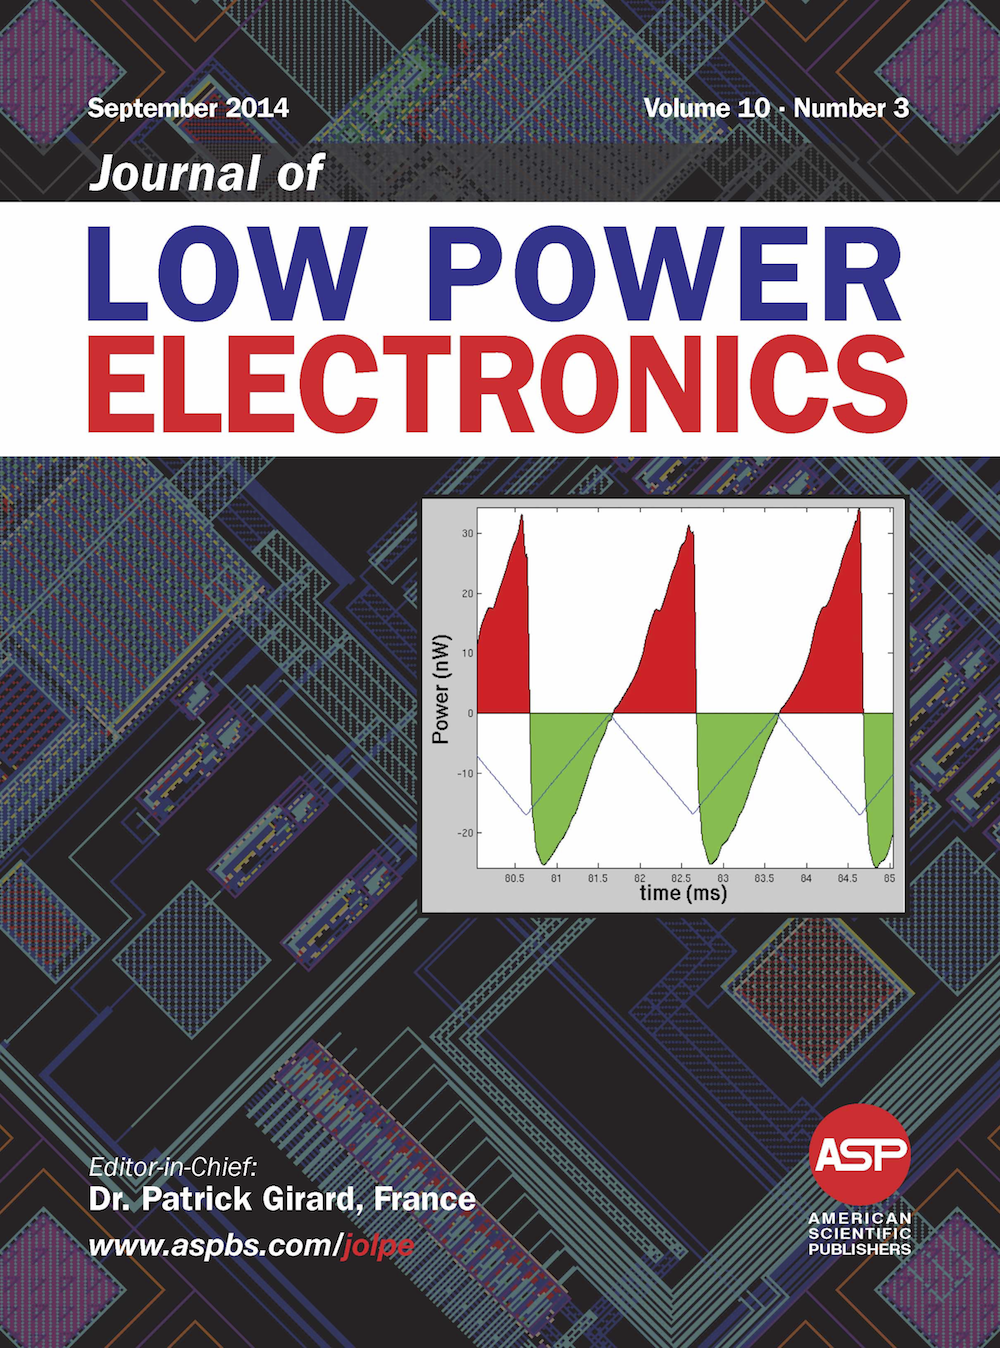 September 2014
Volume 10 · Number 3
Journal of
LOW POWER
ELECTRONICS
30
20
10
0
-10
-20
Power (nW)
80.5 81 81.5 82 82.5 83 83.5 84 84.5 85
time (ms)
Editor-in-Chief:
Dr. Patrick Girard, France
www.aspbs.com/jolpe
ASP
AMERICAN
SCIENTIFIC
PUBLISHERS